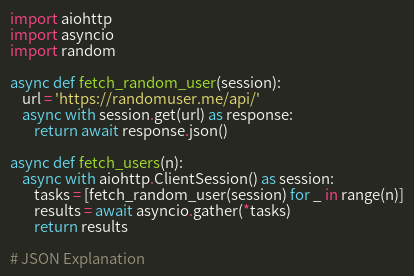 import aiohttp
import asyncio
import random

async def fetch_random_user(session):
    url = 'https://randomuser.me/api/'
    async with session.get(url) as response:
        return await response.json()

async def fetch_users(n):
    async with aiohttp.ClientSession() as session:
        tasks = [fetch_random_user(session) for _ in range(n)]
        results = await asyncio.gather(*tasks)
        return results

# JSON Explanation